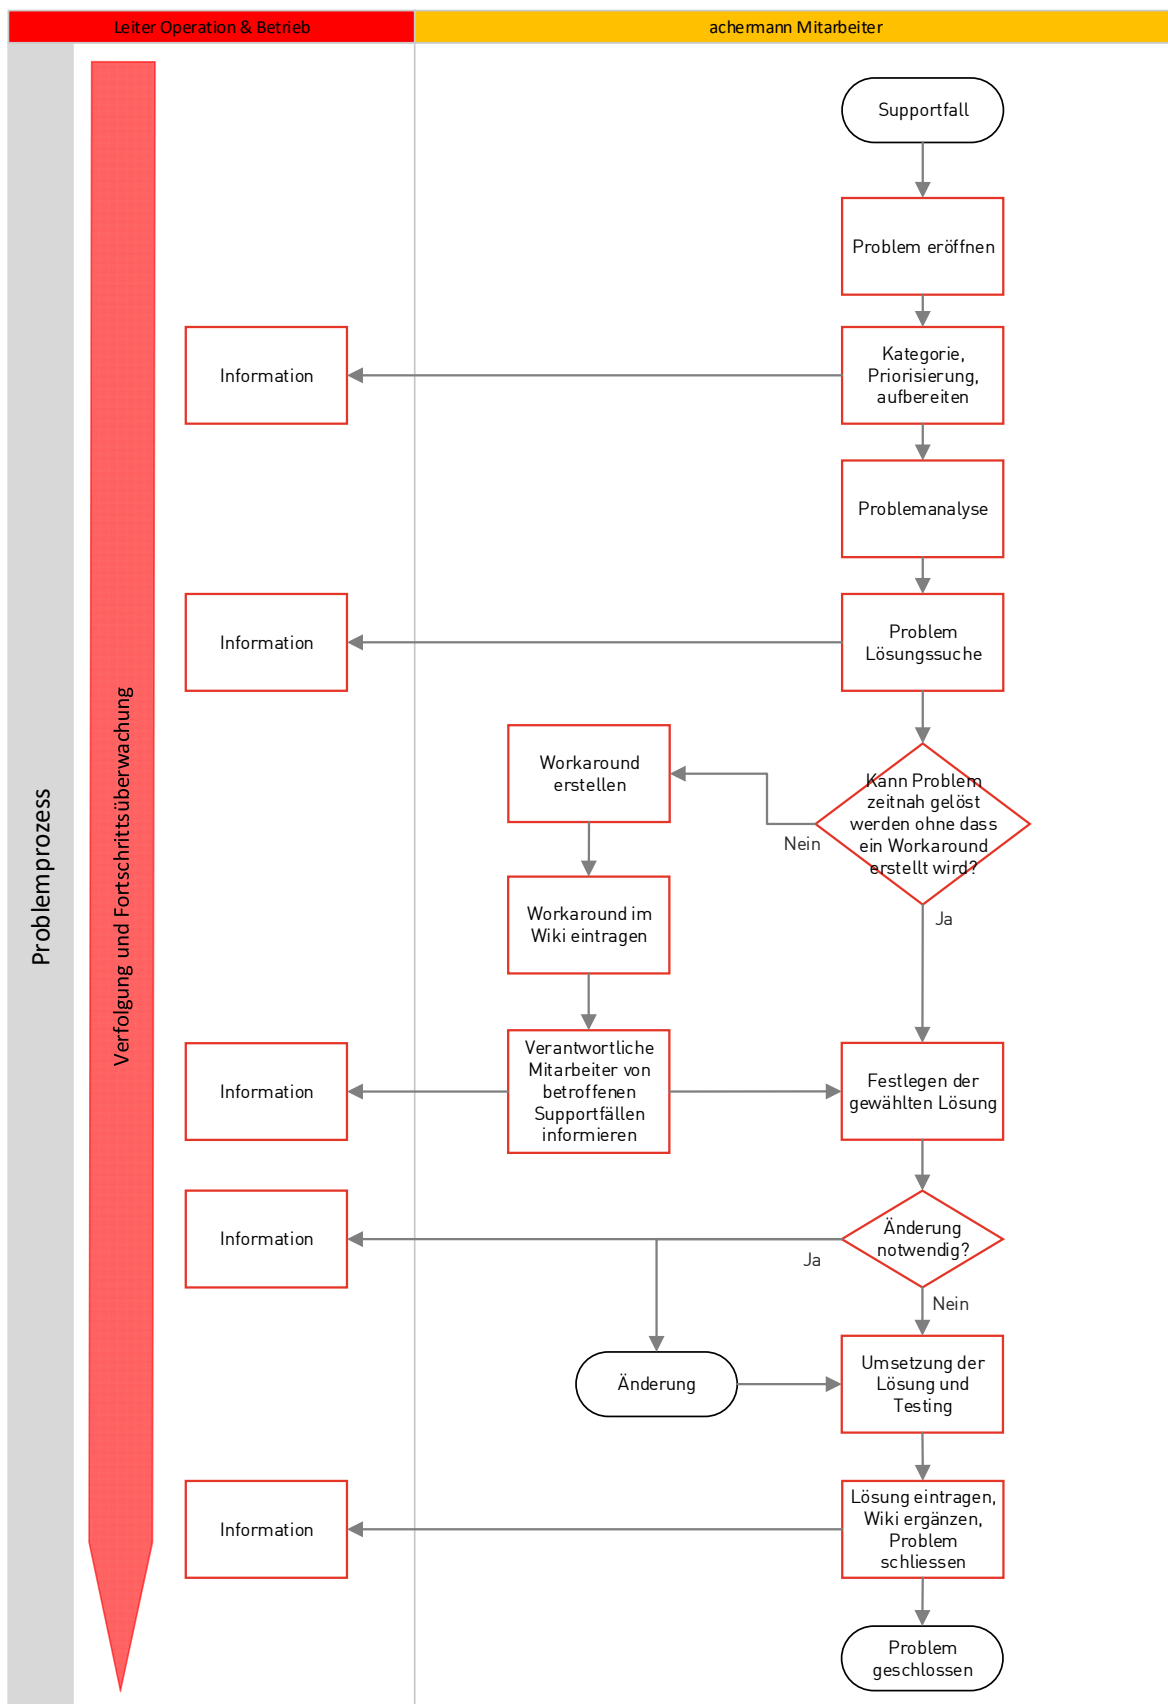 Leiter Operation & Betrieb
achermann Mitarbeiter
Problemprozess
Verfolgung und Fortschrittsüberwachung
Supportfall
Problem eröffnen
Information
Kategorie,
Priorisierung,
aufbereiten
Problemanalyse
Information
Problem
Lösungssuche
Workaround
erstellen
Kann Problem
zeitnah gelöst
werden ohne dass
ein Workaround
erstellt wird?
Nein
Ja
Workaround im
Wiki eintragen
Information
Verantwortliche
Mitarbeiter von
betroffenen
Supportfällen
informieren
Festlegen der
gewählten Lösung
Information
Änderung
notwendig?
Ja
Nein
Änderung
Umsetzung der
Lösung und
Testing
Information
Lösung eintragen,
Wiki ergänzen,
Problem
schliessen
Problem
geschlossen